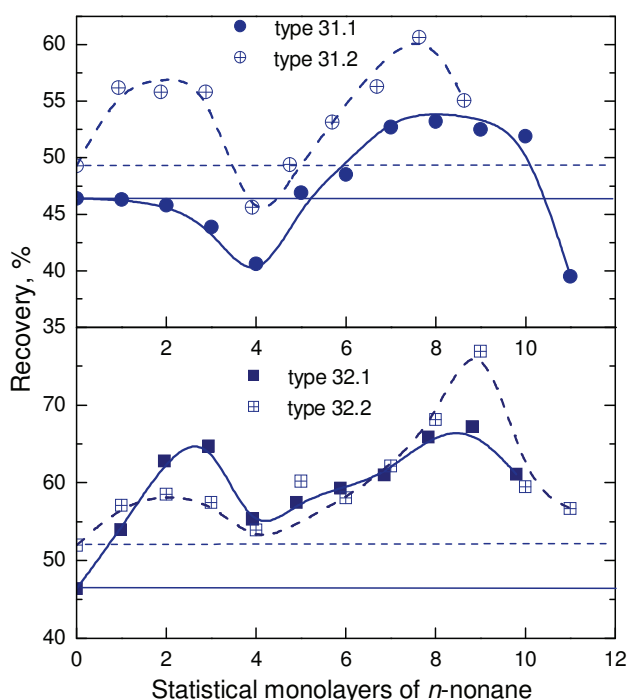 type 31.1
type 31.2
60
55
50
45
40
35
Recovery, %
2 4 6 8 10
type 32.1
type 32.2
70
60
50
40
0 2 4 6 8 10 12
Statistical monolayers of n-nonane